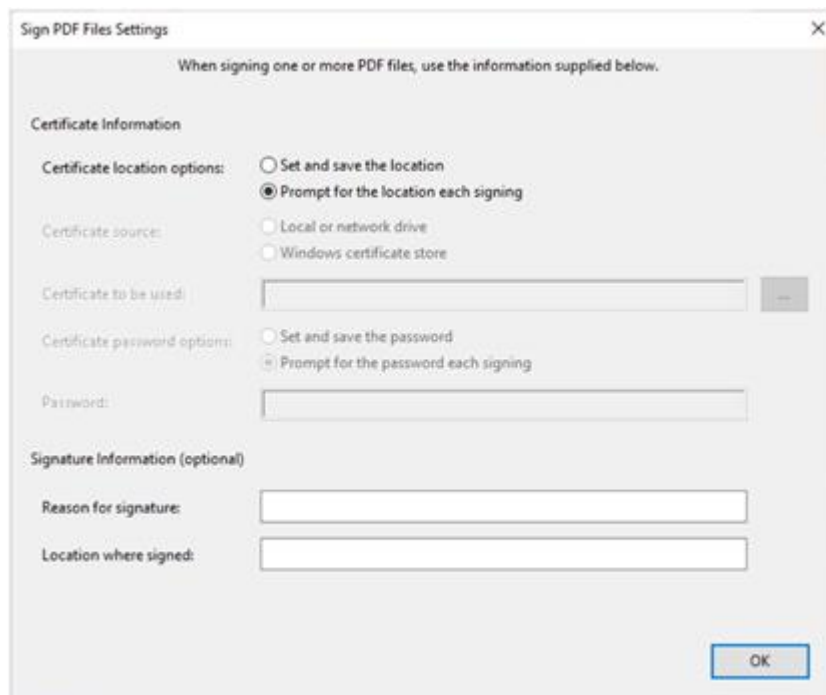 Sign PDF Files Settings
When signing one or more PDF files, use the information supplied below.
Certificate Information
Certificate location options:
Set and save the location
Prompt for the location each signing
Certificate source:
Local or network drive
Windows certificate store
Certificate to be used:
...
Certificate password options:
Set and save the password
Prompt for the password each signing
Password:
Signature Information (optional)
Reason for signature:
Location where signed:
OK